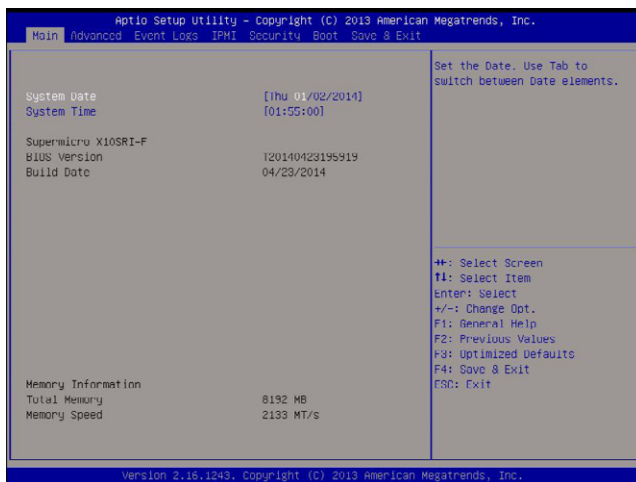 Aptio Setup Utility – Copyright (C) 2013 American Megatrends, Inc.
Main Advanced Event Logs IPMI Security Boot Save & Exit
Set the Date. Use Tab to
switch between Date elements.
System Date [Thu 01/02/2014]
System Time [01:55:00]
Supermicro X10SRI-F
BIOS Version T20140423195919
Build Date 04/23/2014
Memory Information
Total Memory 8192 MB
Memory Speed 2133 MT/s
→←: Select Screen
↑↓: Select Item
Enter: Select
+/-: Change Opt.
F1: General Help
F2: Previous Values
F3: Optimized Defaults
F4: Save & Exit
ESC: Exit
Version 2.16.1243. Copyright (C) 2013 American Megatrends, Inc.